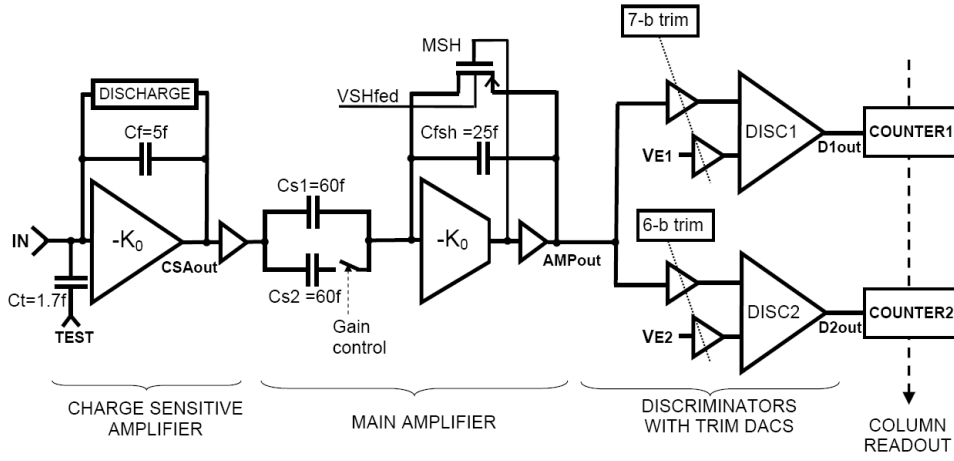 7-b trim
MSH
DISCHARGE
VSHfed
Cf=5f
Cfsh =25f
DISC1
COUNTER1
VE1
D1out
Cs1=60f
6-b trim
IN
-K0
-K0
CSAout
AMPout
Cs2 =60f
Ct=1.7f
DISC2
COUNTER2
TEST
Gain
control
VE2
D2out
CHARGE SENSITIVE
AMPLIFIER
MAIN AMPLIFIER
DISCRIMINATORS
WITH TRIM DACS
COLUMN
READOUT